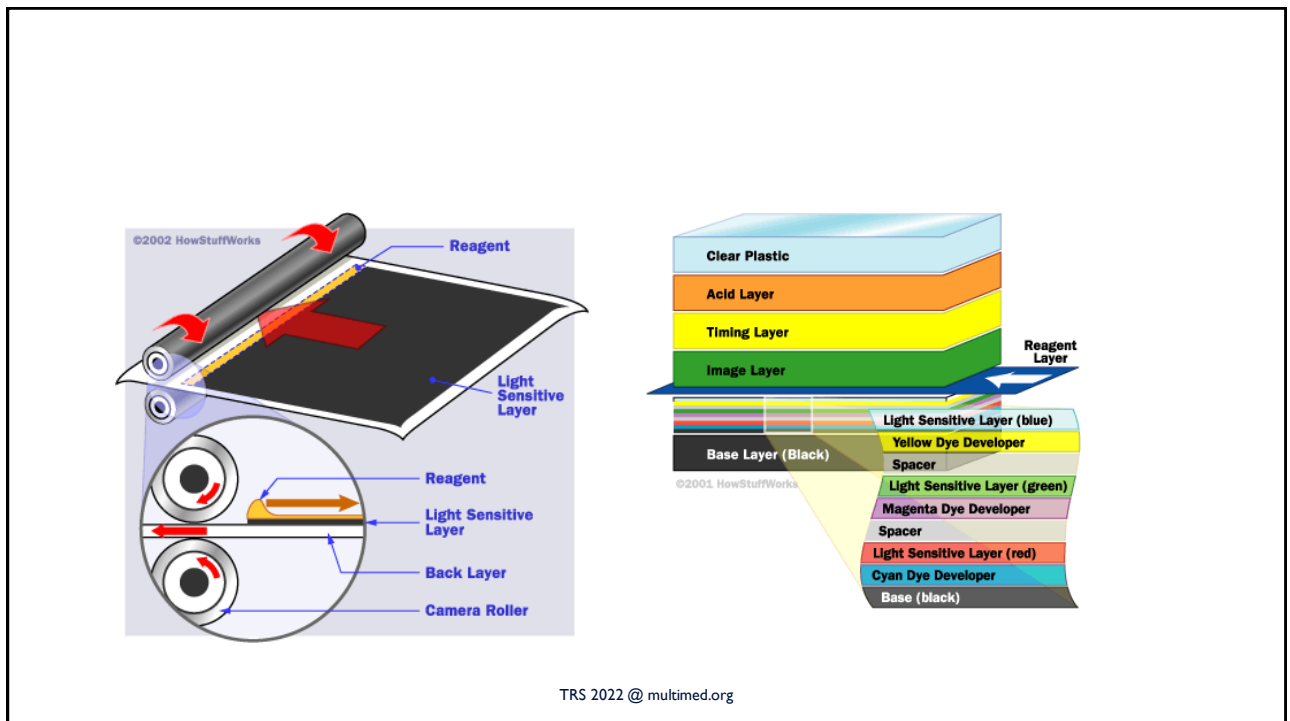 ©2002 HowStuffWorks
Reagent
Light
Sensitive
Layer
Reagent
Light Sensitive
Layer
Back Layer
Camera Roller
Clear Plastic
Acid Layer
Timing Layer
Image Layer
Reagent
Layer
Base Layer (Black)
©2001 HowStuffWorks
Light Sensitive Layer (blue)
Yellow Dye Developer
Spacer
Light Sensitive Layer (green)
Magenta Dye Developer
Spacer
Light Sensitive Layer (red)
Cyan Dye Developer
Base (black)
TRS 2022 @ multimed.org